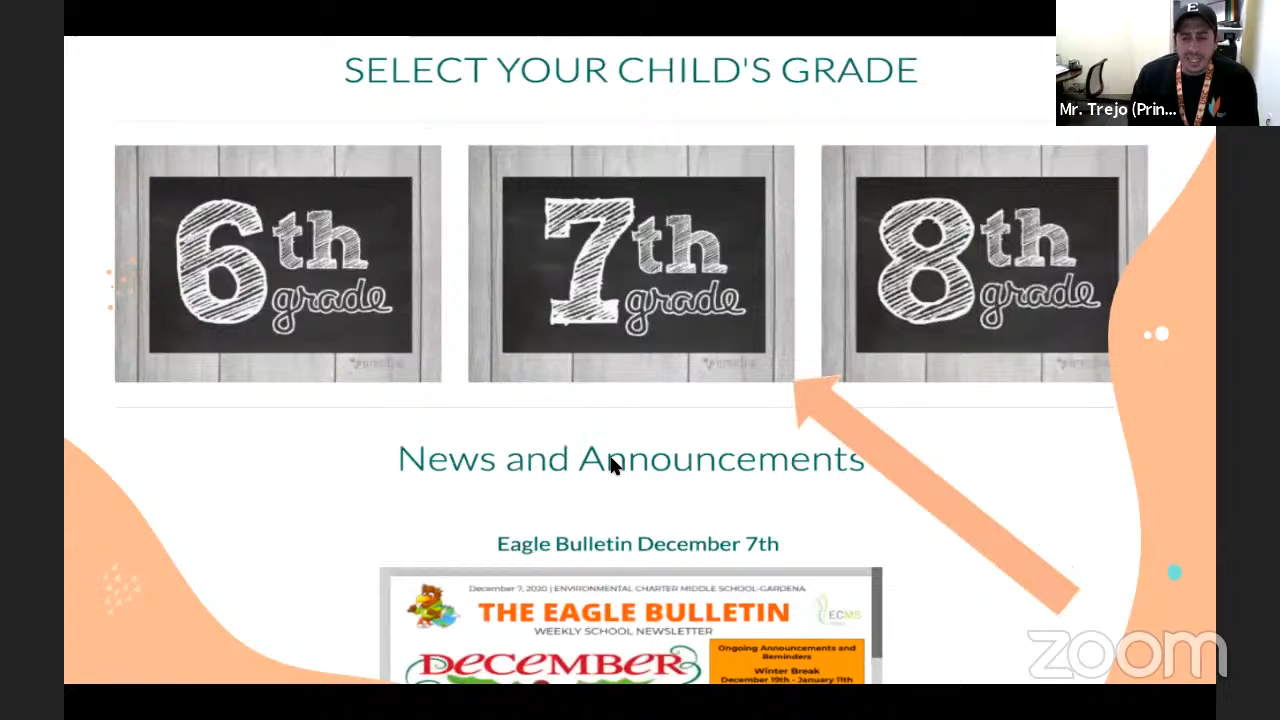 SELECT YOUR CHILD'S GRADE
E
Mr. Trejo (Prin...
6th
grade
7th
grade
8th
grade
News and Announcements
Eagle Bulletin December 7th
December 7, 2020 | ENVIRONMENTAL CHARTER MIDDLE SCHOOL-GARDENA
THE EAGLE BULLETIN
ECMS
WEEKLY SCHOOL NEWSLETTER
DECEMBER
Ongoing Announcements and
Reminders
Winter Break
December 19th - January 11th
zoom